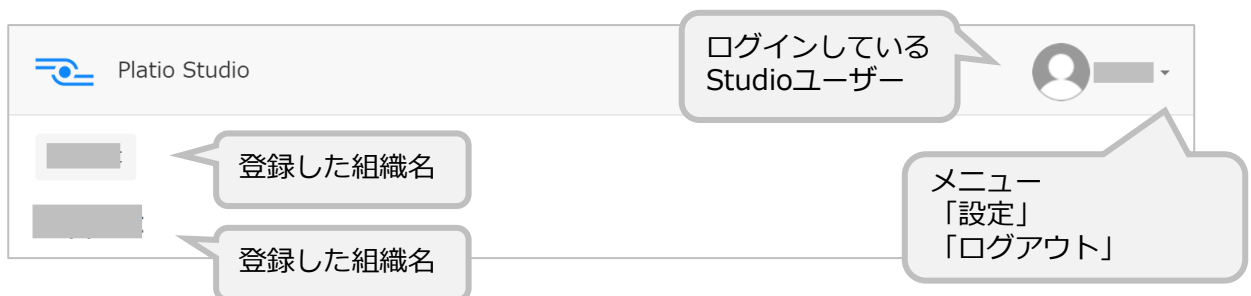 Platio Studio
ログインしている
Studioユーザー
登録した組織名
メニュー
「設定」
「ログアウト」
登録した組織名